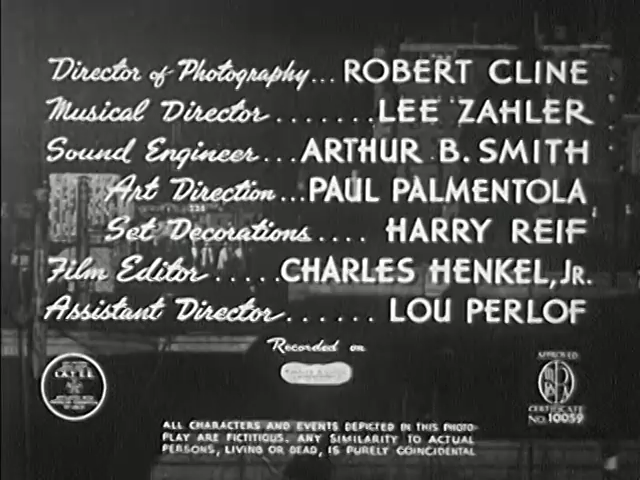 Director of Photography... ROBERT CLINE
Musical Director ....... LEE ZAHLER
Sound Engineer... ARTHUR B. SMITH
Art Direction... PAUL PALMENTOLA
Set Decorations.... HARRY REIF
Film Editor ..... CHARLES HENKEL, JR.
Assistant Director...... LOU PERLOF
Recorded on
I.A.T.S.E.
APPROVED
CERTIFICATE
NO. 10059
ALL CHARACTERS AND EVENTS DEPICTED IN THIS PHOTO-
PLAY ARE FICTITIOUS. ANY SIMILARITY TO ACTUAL
PERSONS, LIVING OR DEAD, IS PURELY COINCIDENTAL